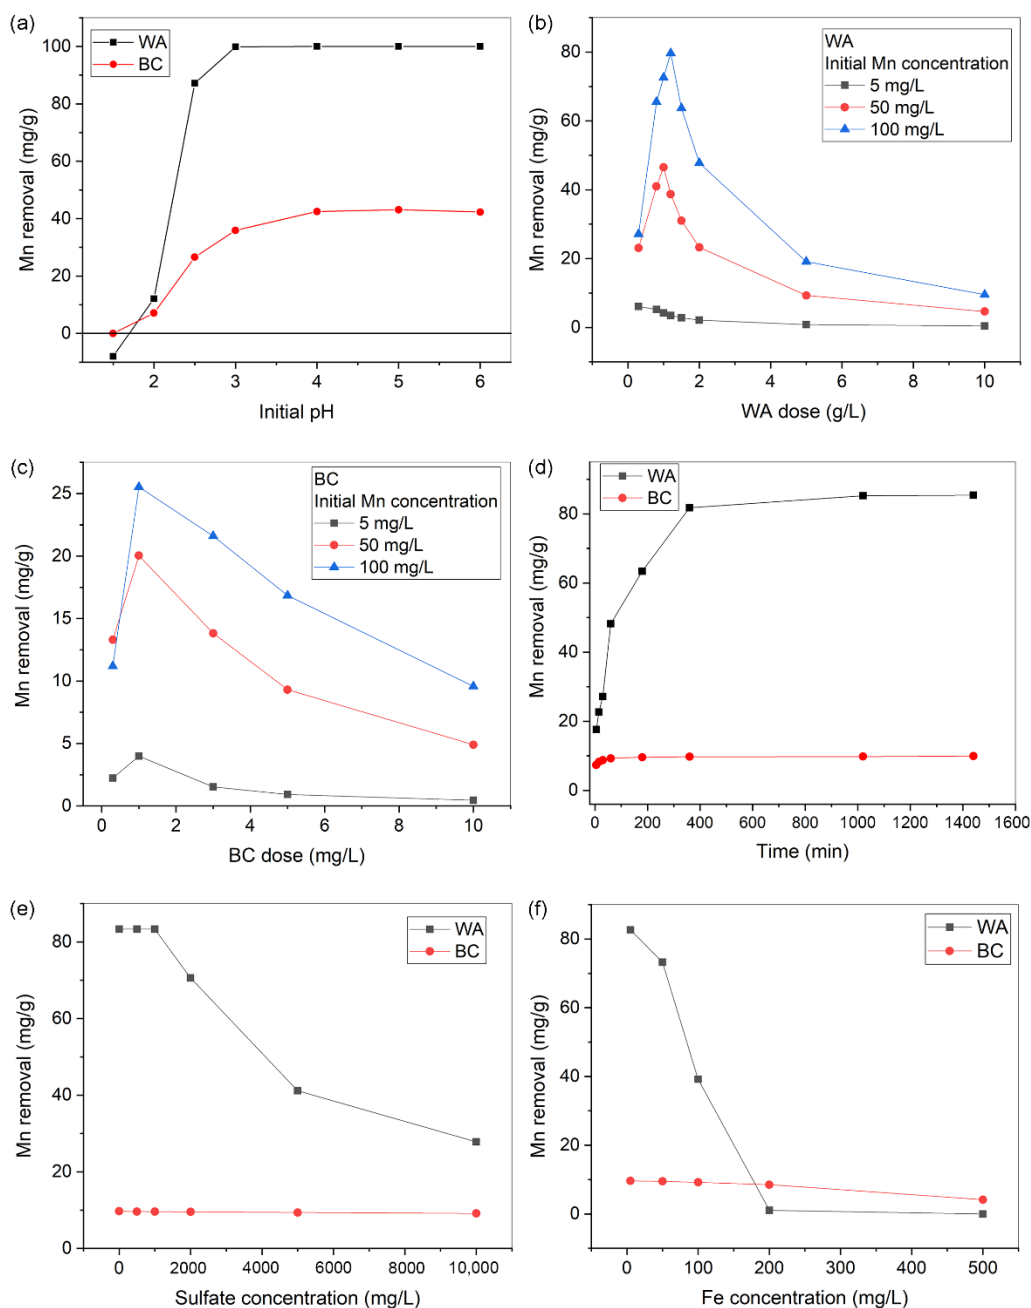 (a)
WA
BC
100
80
60
40
20
0
Mn removal (mg/g)
2
3
4
5
6
Initial pH
(b)
WA
Initial Mn concentration
5 mg/L
50 mg/L
100 mg/L
80
60
40
20
0
Mn removal (mg/g)
0
2
4
6
8
10
WA dose (g/L)
(c)
BC
Initial Mn concentration
5 mg/L
50 mg/L
100 mg/L
25
20
15
10
5
0
Mn removal (mg/g)
0
2
4
6
8
10
BC dose (mg/L)
(d)
WA
BC
80
60
40
20
0
Mn removal (mg/g)
0
200
400
600
800
1000
1200
1400
1600
Time (min)
(e)
WA
BC
80
60
40
20
0
Mn removal (mg/g)
0
2000
4000
6000
8000
10,000
Sulfate concentration (mg/L)
(f)
WA
BC
80
60
40
20
0
Mn removal (mg/g)
0
100
200
300
400
500
Fe concentration (mg/L)